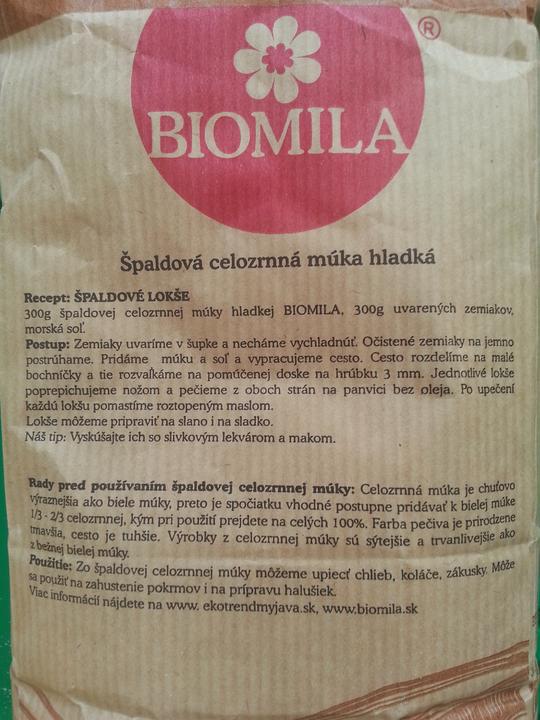 ®
BIOMILA
Špaldová celozrnná múka hladká
Recept: ŠPALDOVÉ LOKŠE
300g špaldovej celozrnnej múky hladkej BIOMILA, 300g uvarených zemiakov,
morská soľ.
Postup: Zemiaky uvaríme v šupke a necháme vychladnúť. Očistené zemiaky na jemno
postrúhame. Pridáme múku a soľ a vypracujeme cesto. Cesto rozdelíme na malé
bochníčky a tie rozvaľkáme na pomúčenej doske na hrúbku 3 mm. Jednotlivé lokše
poprepichujeme nožom a pečieme z oboch strán na panvici bez oleja. Po upečení
každú lokšu pomastíme roztopeným maslom.
Lokše môžeme pripraviť na slano i na sladko.
Náš tip: Vyskúšajte ich so slivkovým lekvárom a makom.
Rady pred používaním špaldovej celozrnnej múky: Celozrnná múka je chuťovo
výraznejšia ako biele múky, preto je spočiatku vhodné postupne pridávať k bielej múke
1/3 - 2/3 celozrnnej, kým pri použití prejdete na celých 100%. Farba pečiva je prirodzene
tmavšia, cesto je tuhšie. Výrobky z celozrnnej múky sú sýtejšie a trvanlivejšie ako
z bežnej bielej múky.
Použitie: Zo špaldovej celozrnnej múky môžeme upiecť chlieb, koláče, zákusky. Môže
sa použiť na zahustenie pokrmov i na prípravu halušiek.
Viac informácií nájdete na www. ekotrendmyjava.sk, www.biomila.sk